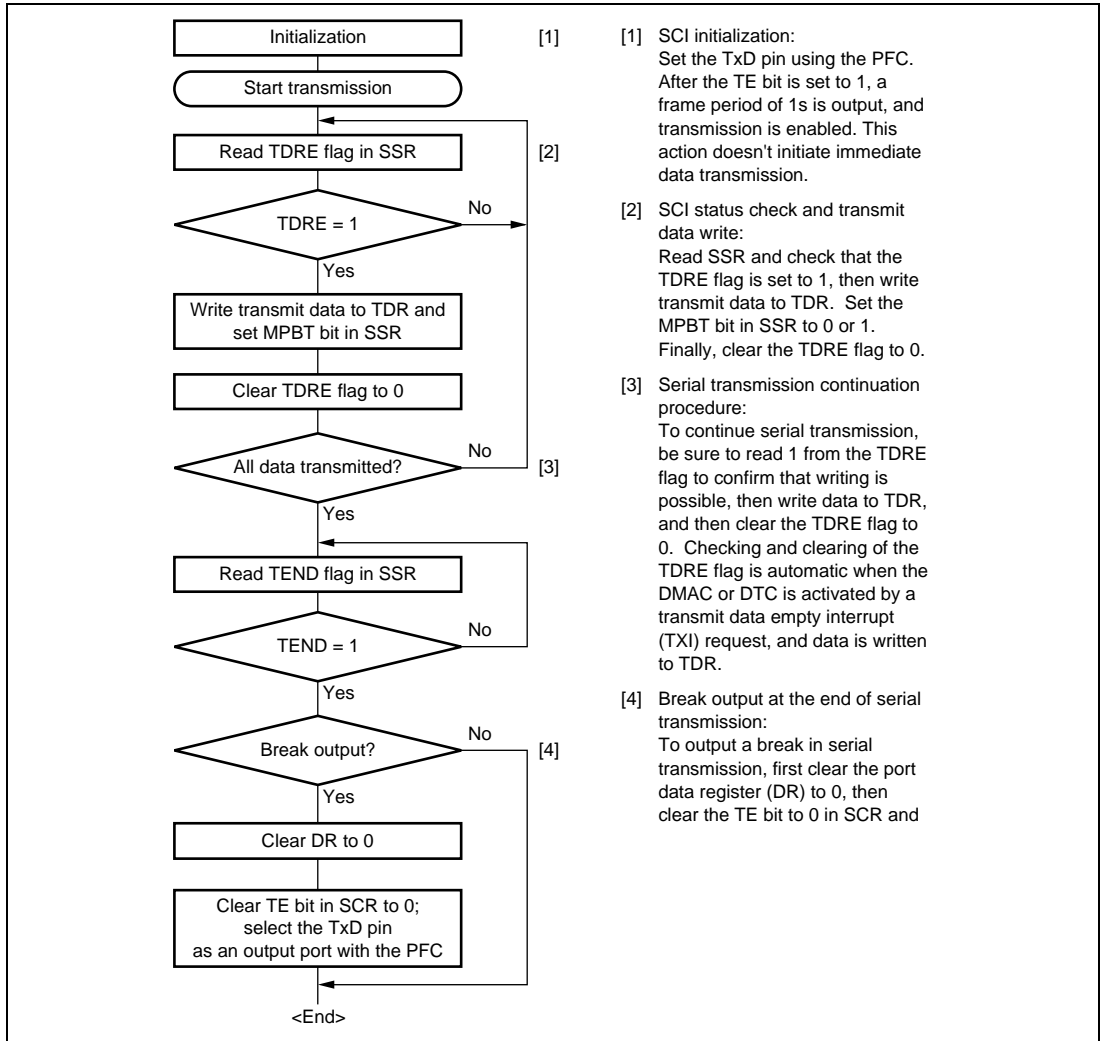 Initialization
[1]
Start transmission
Read TDRE flag in SSR
[2]
TDRE = 1
No
Yes
Write transmit data to TDR and
set MPBT bit in SSR
Clear TDRE flag to 0
All data transmitted?
No
[3]
Yes
Read TEND flag in SSR
TEND = 1
No
Yes
Break output?
No
[4]
Yes
Clear DR to 0
Clear TE bit in SCR to 0;
select the TxD pin
as an output port with the PFC
<End>
[1] SCI initialization:
Set the TxD pin using the PFC.
After the TE bit is set to 1, a
frame period of 1s is output, and
transmission is enabled. This
action doesn't initiate immediate
data transmission.
[2] SCI status check and transmit
data write:
Read SSR and check that the
TDRE flag is set to 1, then write
transmit data to TDR. Set the
MPBT bit in SSR to 0 or 1.
Finally, clear the TDRE flag to 0.
[3] Serial transmission continuation
procedure:
To continue serial transmission,
be sure to read 1 from the TDRE
flag to confirm that writing is
possible, then write data to TDR,
and then clear the TDRE flag to
0. Checking and clearing of the
TDRE flag is automatic when the
DMAC or DTC is activated by a
transmit data empty interrupt
(TXI) request, and data is written
to TDR.
[4] Break output at the end of serial
transmission:
To output a break in serial
transmission, first clear the port
data register (DR) to 0, then
clear the TE bit to 0 in SCR and